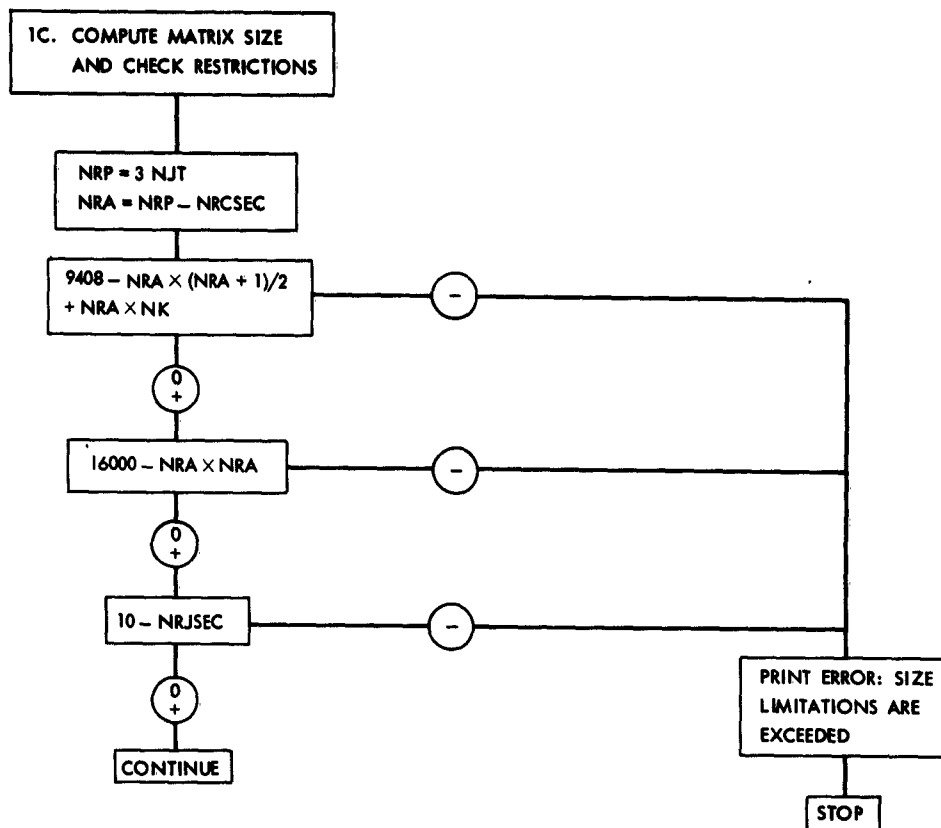 1C. COMPUTE MATRIX SIZE
AND CHECK RESTRICTIONS
NRP = 3 NJT
NRA = NRP – NRCSEC
9408 – NRA × (NRA + 1)/2
+ NRA × NK
–
0
+
16000 – NRA × NRA
–
0
+
10 – NRJSEC
–
0
+
CONTINUE
PRINT ERROR: SIZE
LIMITATIONS ARE
EXCEEDED
STOP